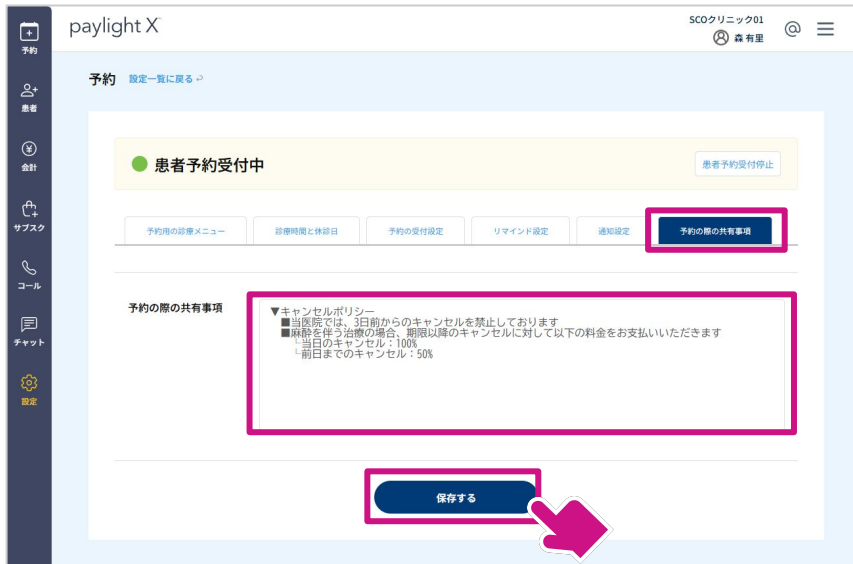 paylight X
SCOクリニック01
森 有里
予約
患者
会計
サブスク
コール
チャット
設定
予約 設定一覧に戻る
患者予約受付中
患者予約受付停止
予約用の診療メニュー 診療時間と休診日 予約の受付設定 リマインド設定 通知設定 予約の際の共有事項
予約の際の共有事項
▼キャンセルポリシー
■当医院では、3日前からのキャンセルを禁止しております
■麻酔を伴う治療の場合、期限以降のキャンセルに対して以下の料金をお支払いいただきます
└当日のキャンセル：100%
└前日までのキャンセル：50%
保存する